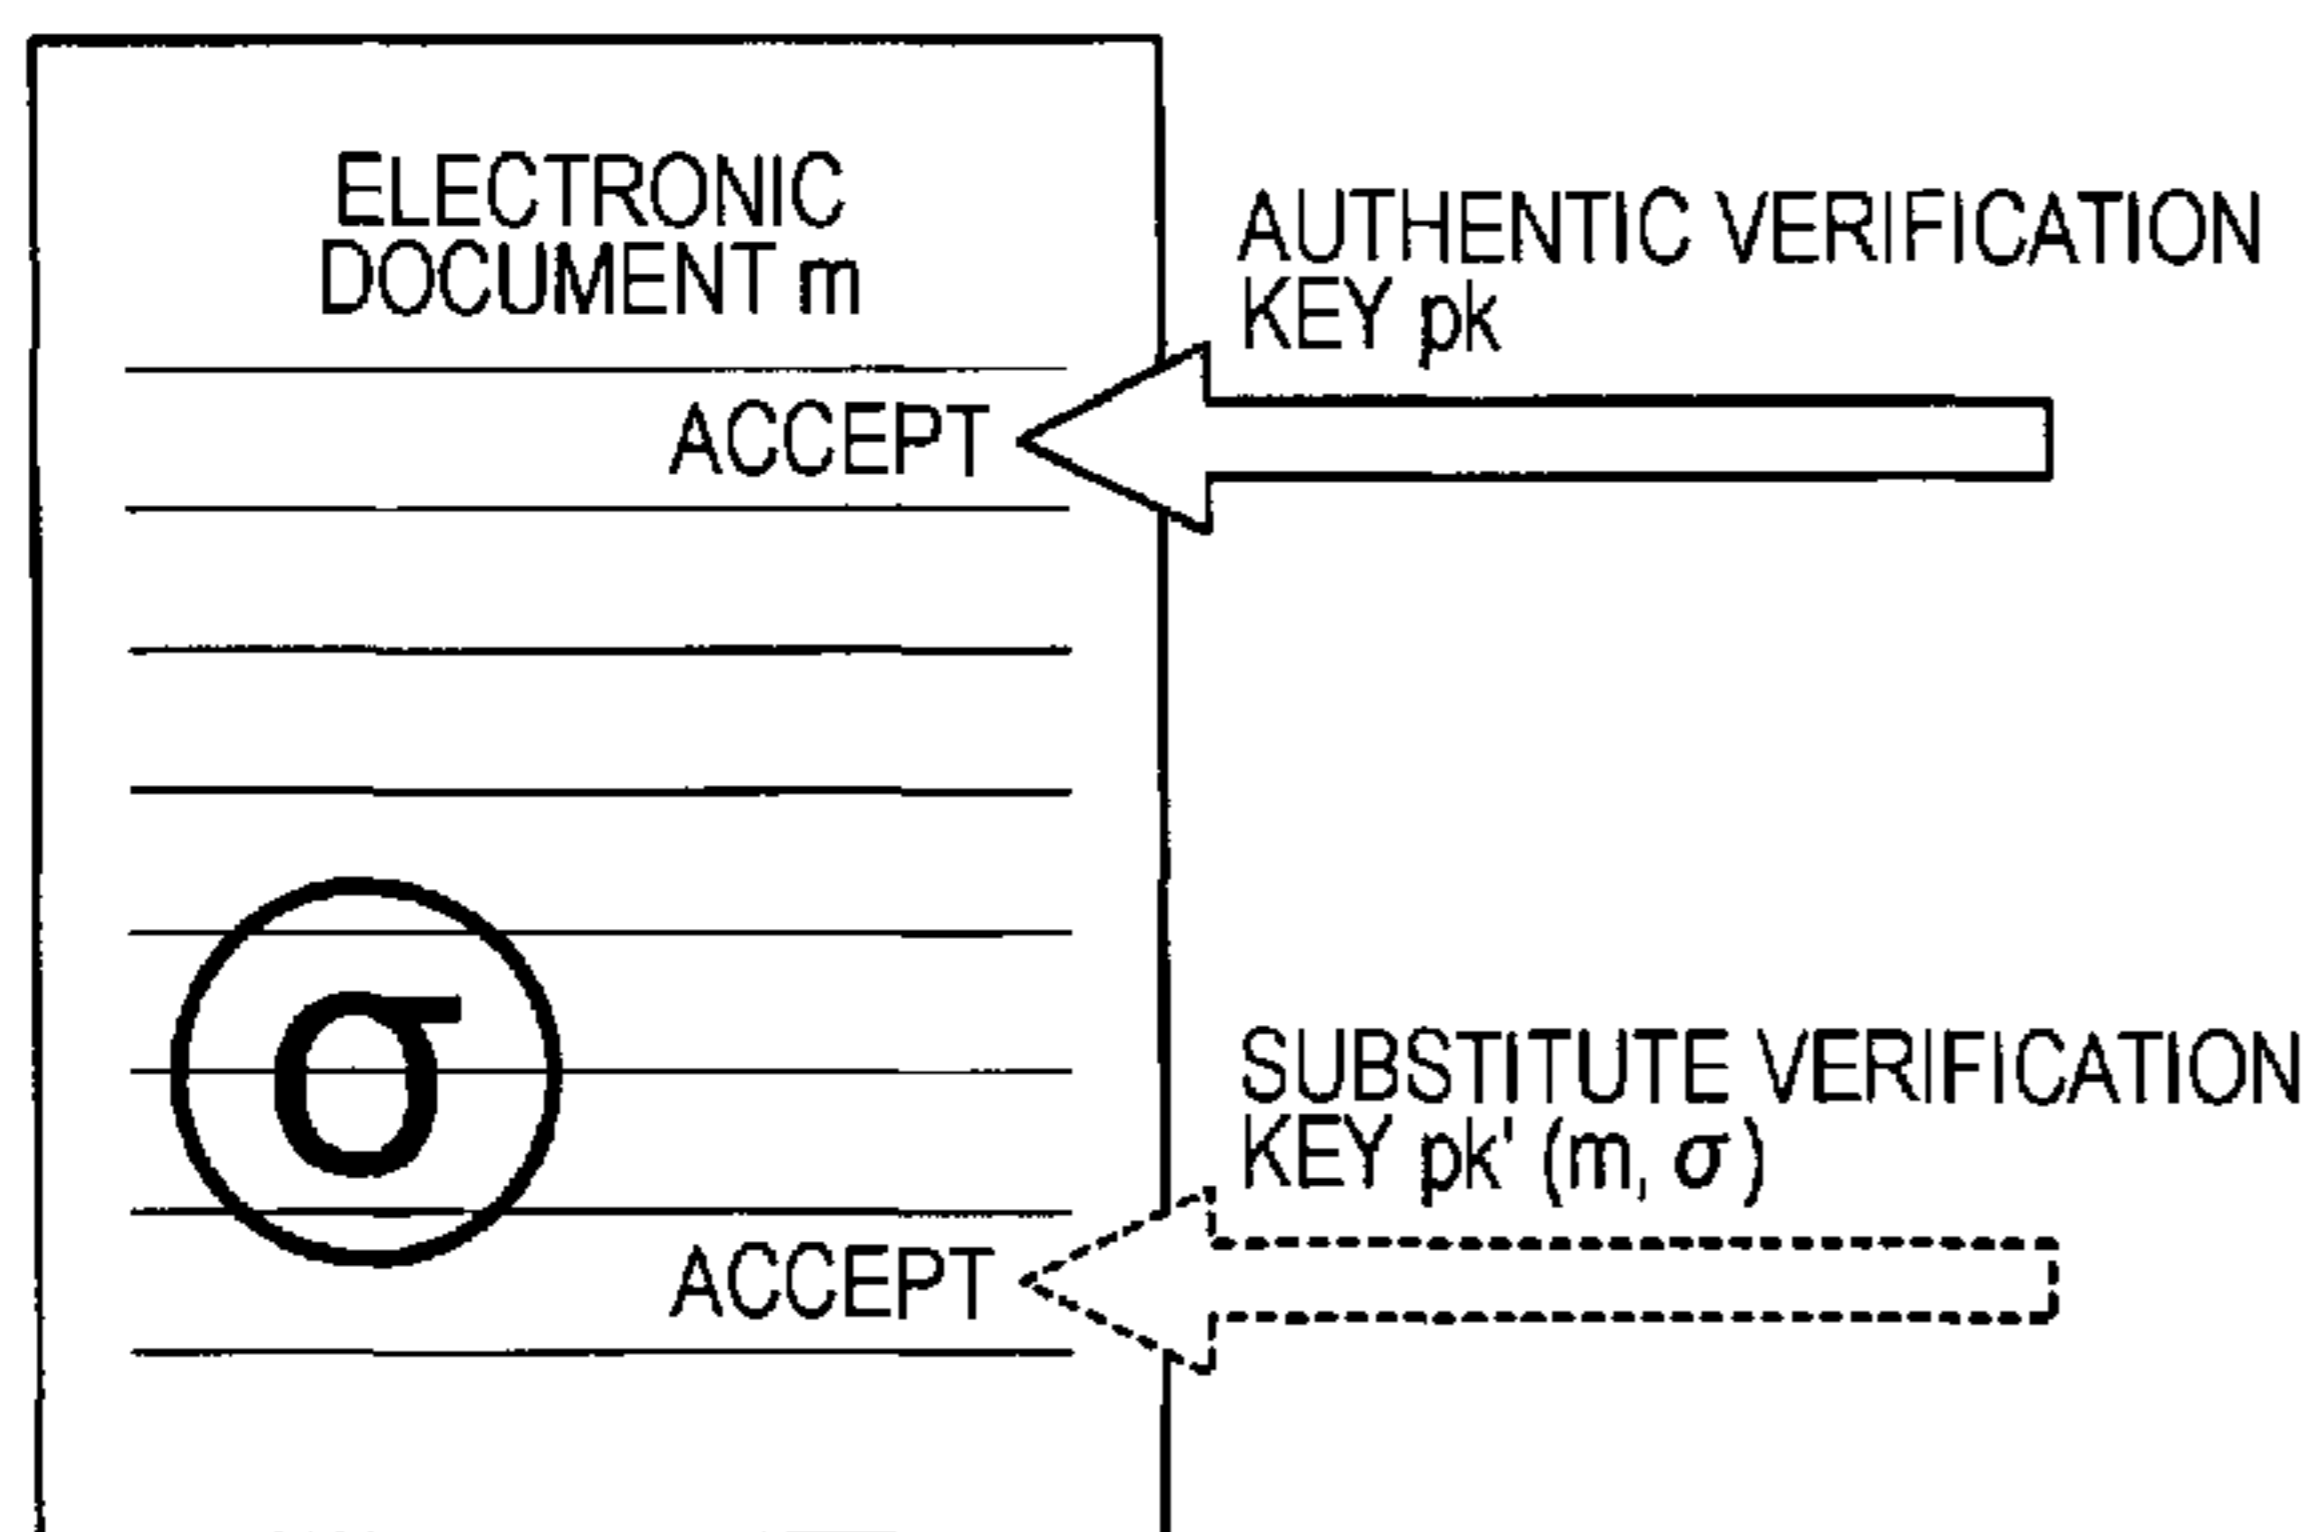 ELECTRONIC
DOCUMENT m
AUTHENTIC VERIFICATION
KEY pk
ACCEPT
σ
SUBSTITUTE VERIFICATION
KEY pk' (m, σ)
ACCEPT